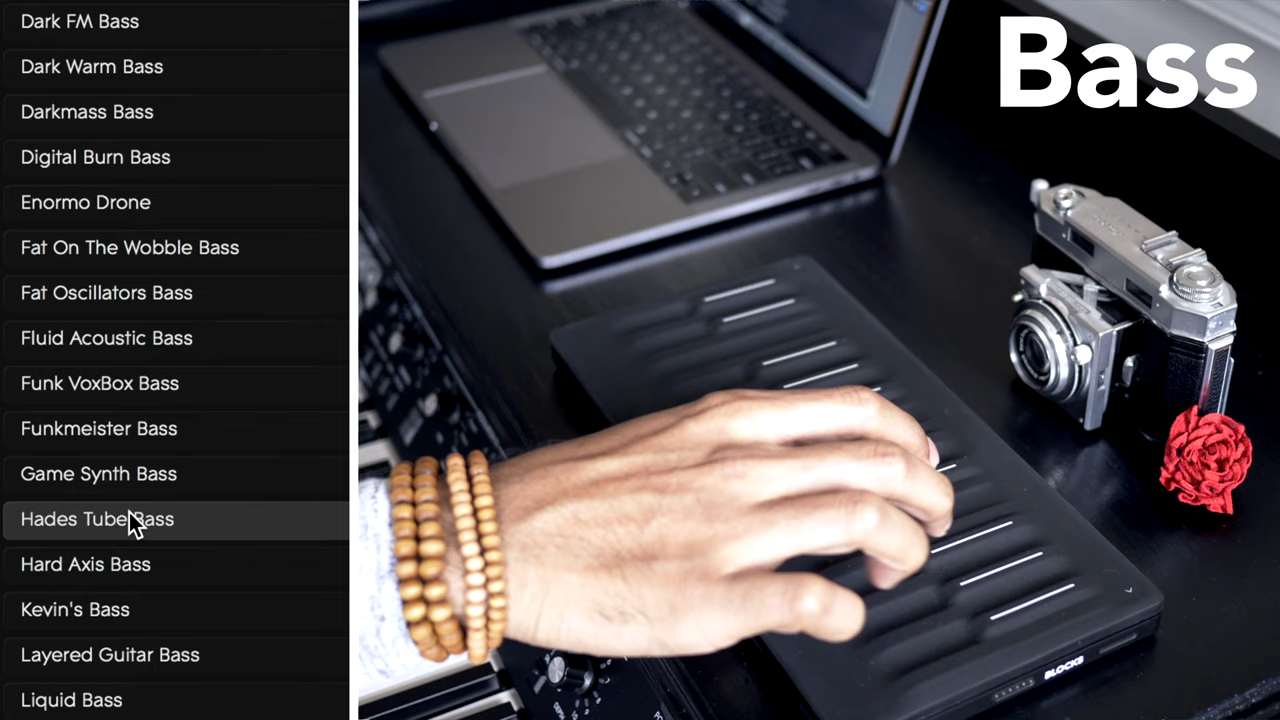 Dark FM Bass
Dark Warm Bass
Darkmass Bass
Digital Burn Bass
Enormo Drone
Fat On The Wobble Bass
Fat Oscillators Bass
Fluid Acoustic Bass
Funk VoxBox Bass
Funkmeister Bass
Game Synth Bass
Hades Tube Bass
Hard Axis Bass
Kevin's Bass
Layered Guitar Bass
Liquid Bass
Bass
BLOCKS